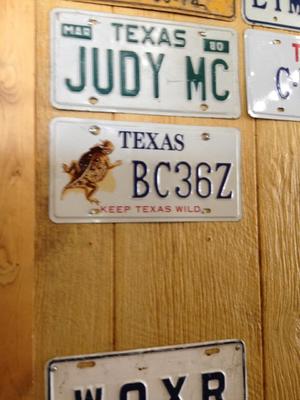 MAR TEXAS 80
JUDY MC
TEXAS
BC36Z
KEEP TEXAS WILD
WOXR